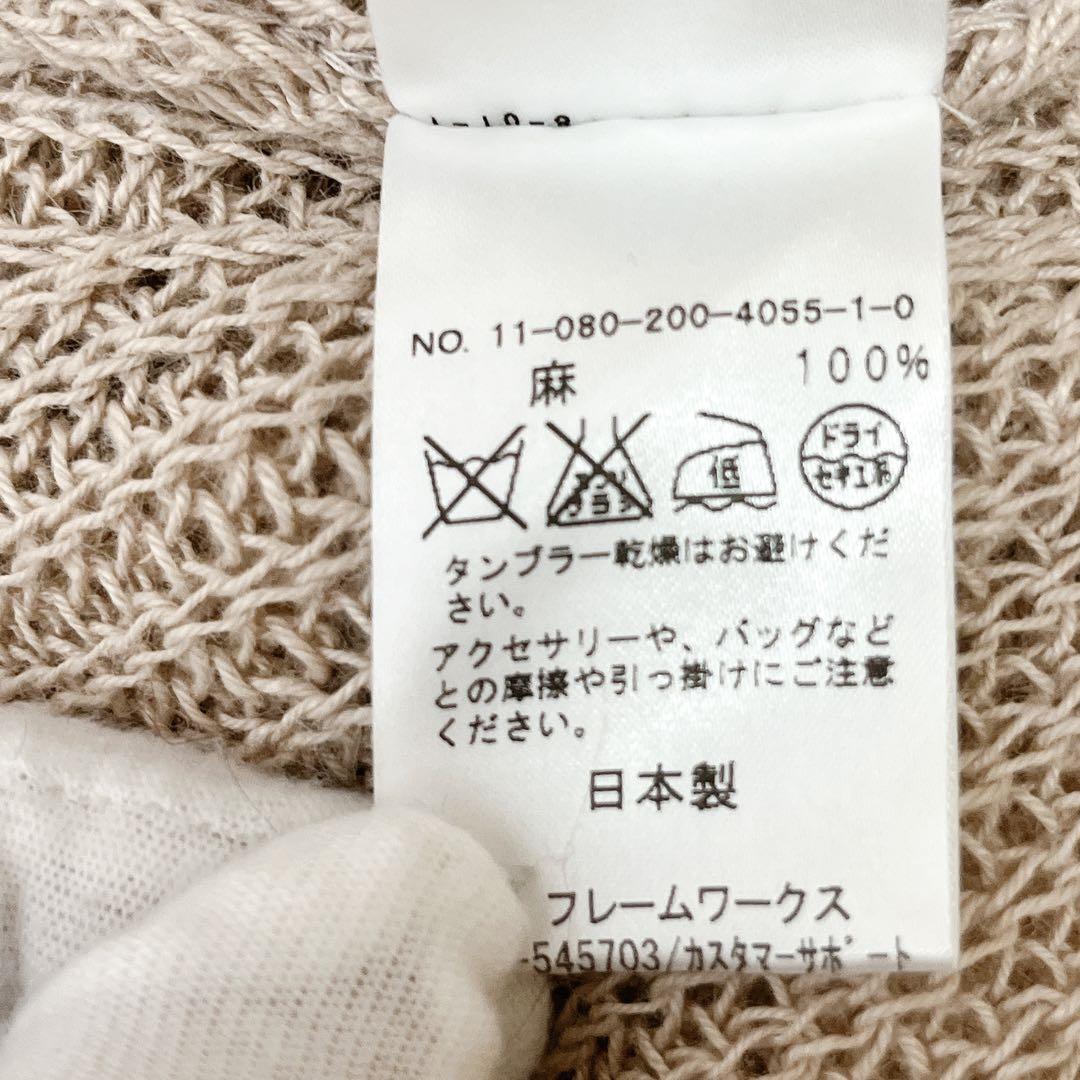 NO. 11-080-200-4055-1-0
麻 100%
低
ドライ
セキユ系
タンブラー乾燥はお避けくだ
さい。
アクセサリーや、バッグなど
との摩擦や引っ掛けにご注意
ください。
日本製
フレームワークス
-545703/カスタマーサポート